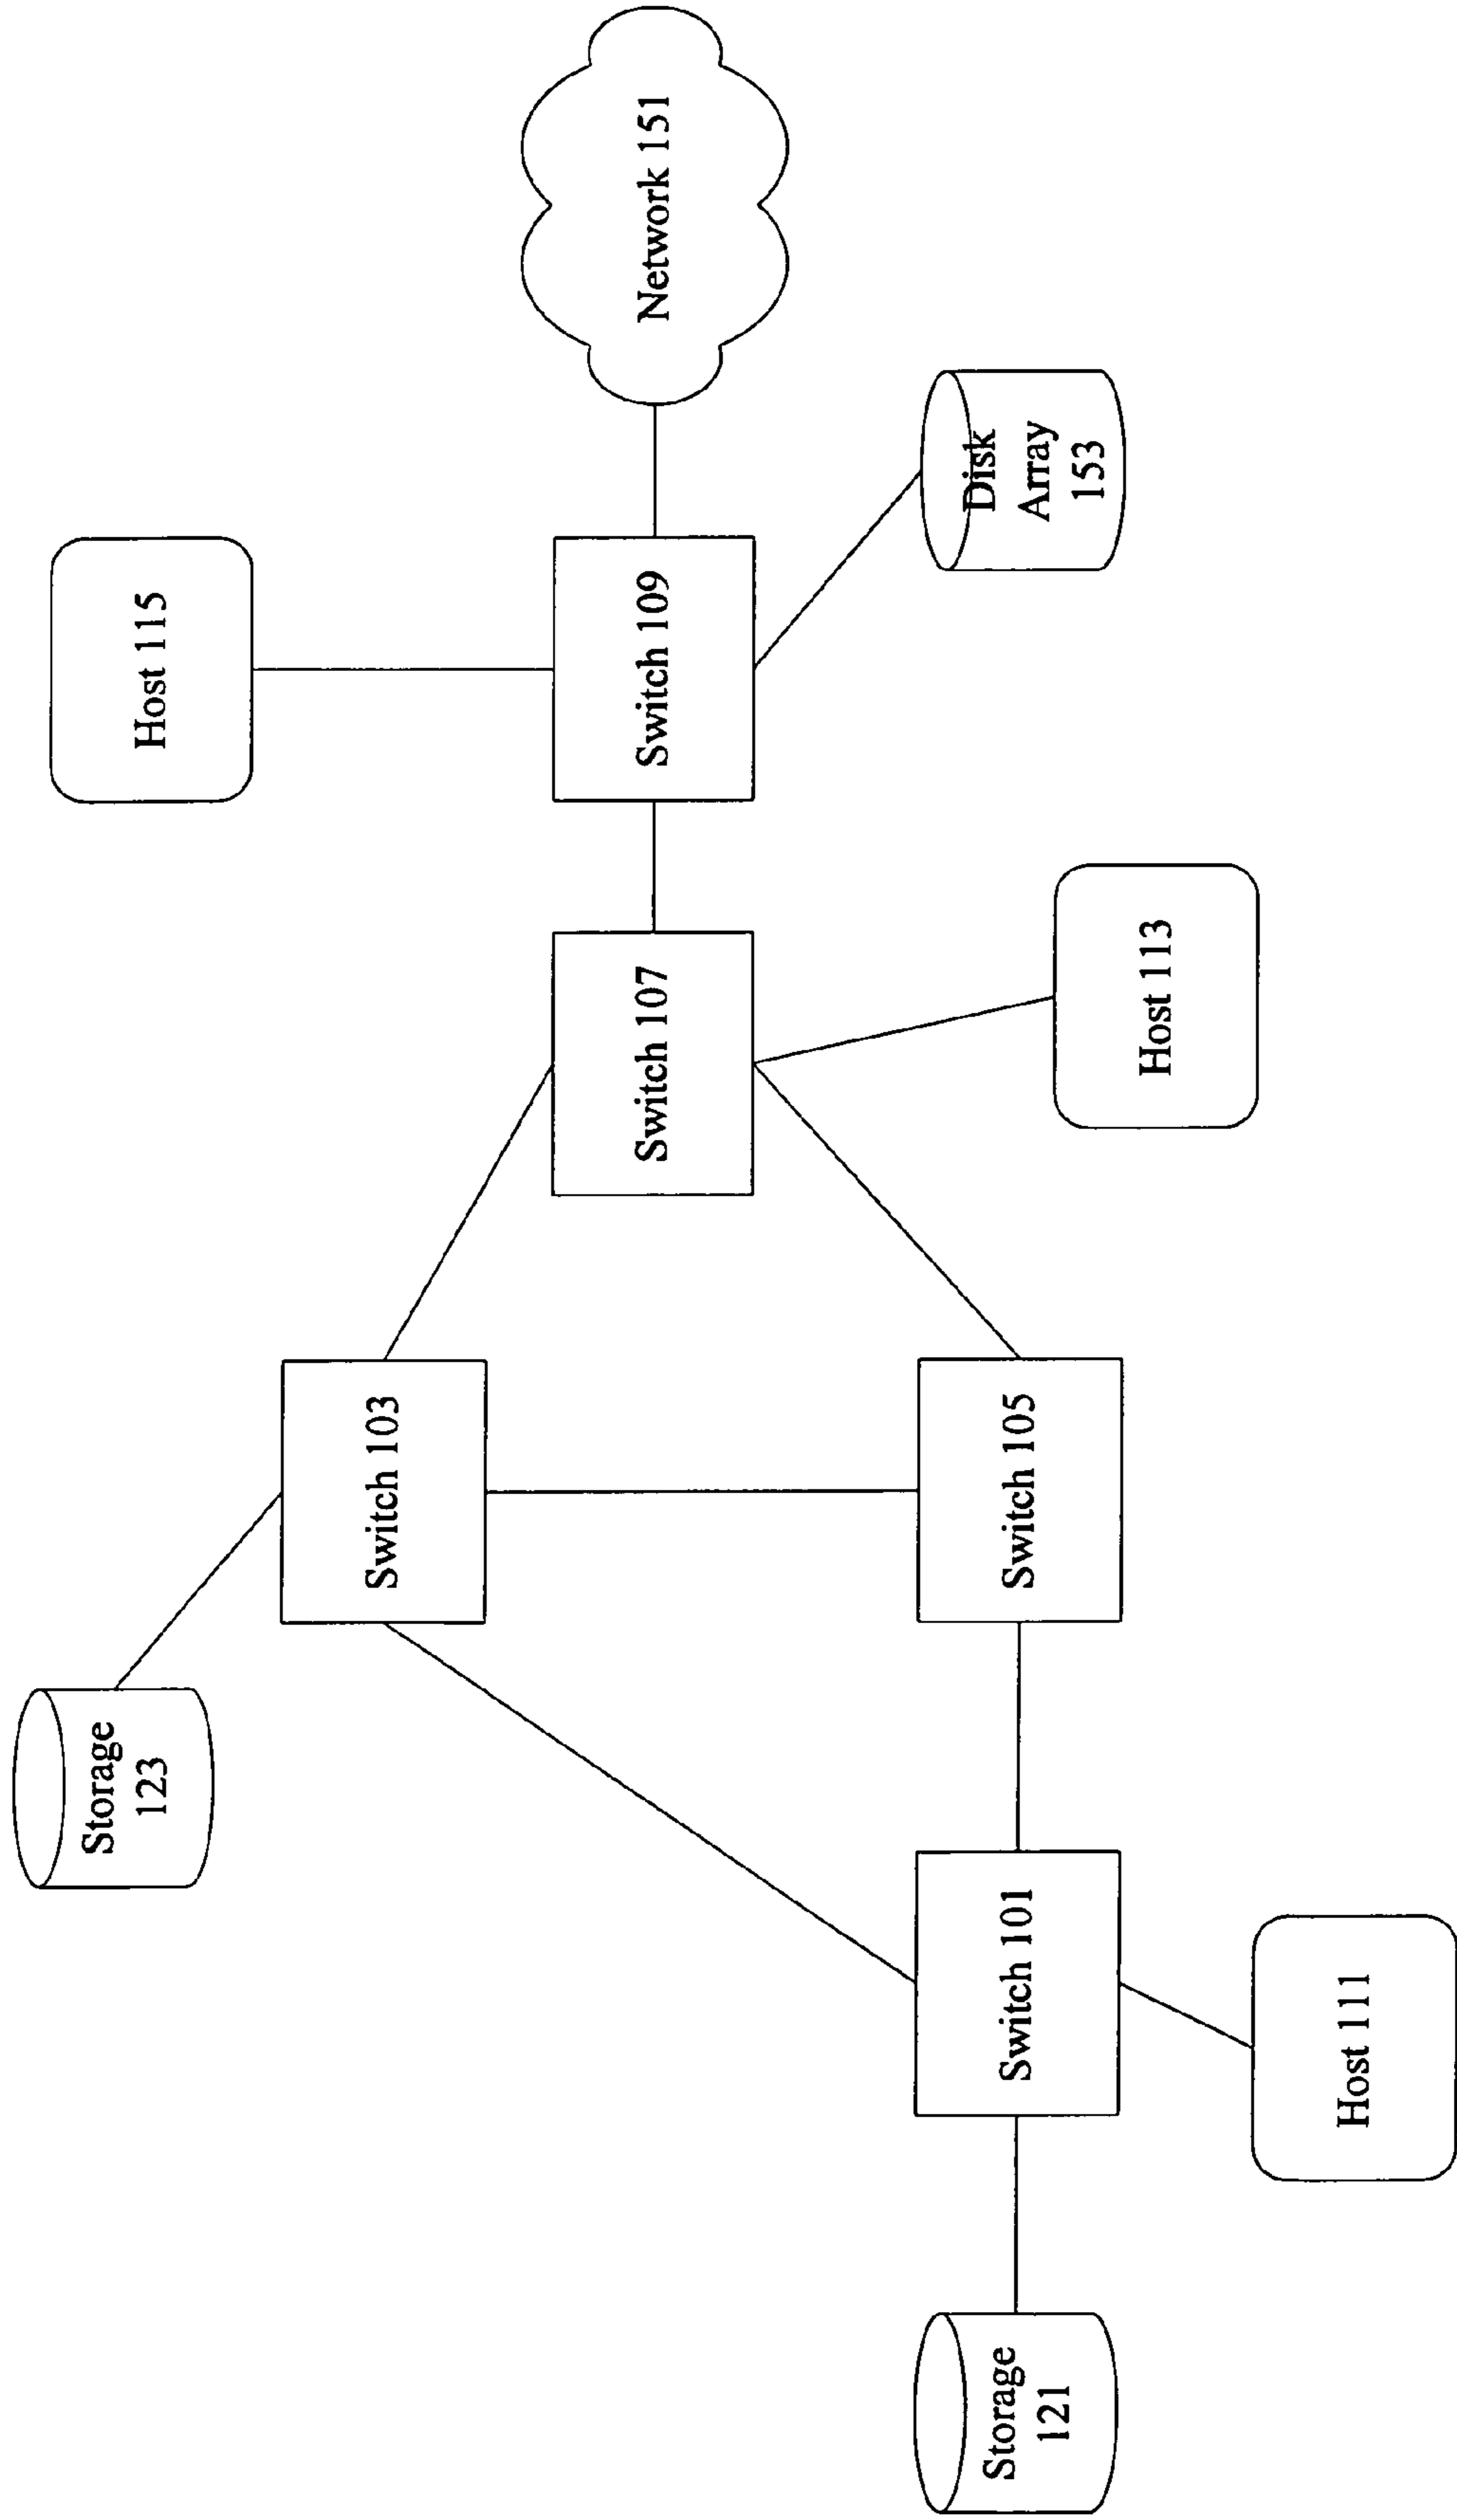 Storage
123
Host 115
Switch 103
Switch 107
Switch 109
Network 151
Storage
121
Switch 101
Switch 105
Disk
Array
153
Host 111
Host 113